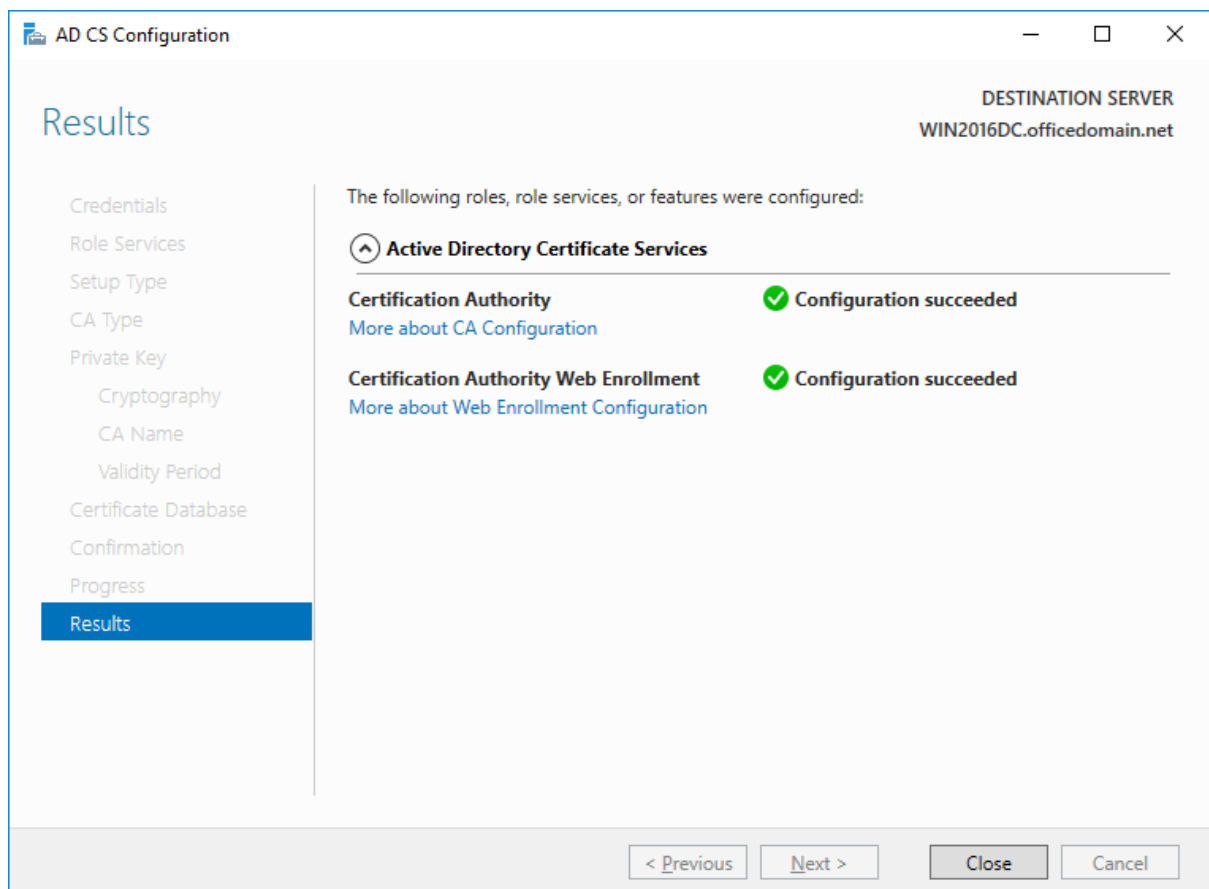 AD CS Configuration
Results
DESTINATION SERVER
WIN2016DC.officedomain.net
Credentials
Role Services
Setup Type
CA Type
Private Key
Cryptography
CA Name
Validity Period
Certificate Database
Confirmation
Progress
Results
The following roles, role services, or features were configured:
Active Directory Certificate Services
Certification Authority
Configuration succeeded
More about CA Configuration
Certification Authority Web Enrollment
Configuration succeeded
More about Web Enrollment Configuration
< Previous
Next >
Close
Cancel